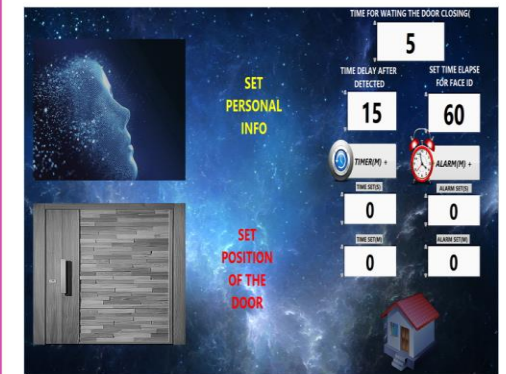 TIME FOR WATING THE DOOR CLOSING(
5
TIME DELAY AFTER
DETECTED
SET TIME ELAPSE
FOR FACE ID
15
60
SET
PERSONAL
INFO
TIMER(M) +
ALARM(M) +
TIME SET(S)
ALARM SET(S)
0
0
TIME SET(M)
ALARM SET(M)
0
0
SET
POSITION
OF THE
DOOR